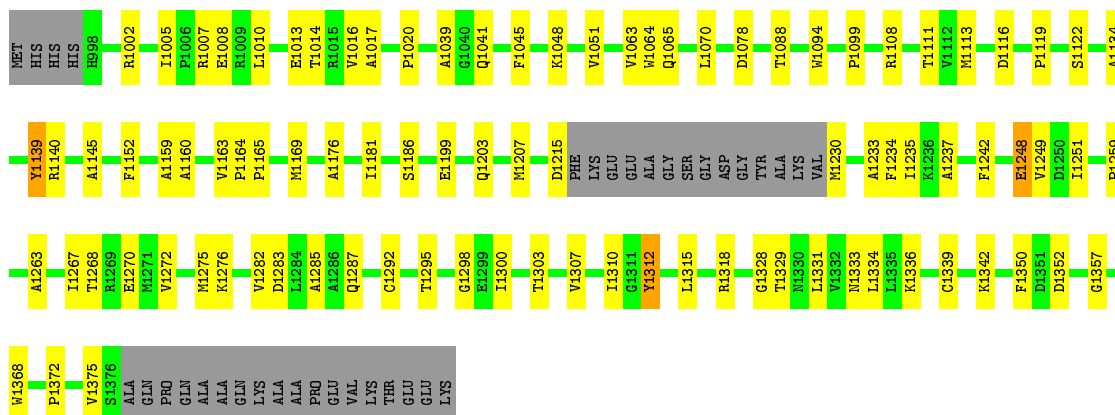 MET HIS HIS HIS H998 R1002 I1005 P1006 R1007 E1008 R1009 L1010 E1013 T1014 R1015 V1016 A1017 P1020 A1039 G1040 Q1041 F1045 K1048 V1051 V1063 W1064 Q1065 L1070 D1078 T1088 W1094 P1099 R1108 T1111 V1112 M1113 D1116 P1119 S1122 A1134
Y1139 R1140 A1145 F1152 A1159 A1160 V1163 P1164 P1165 M1169 A1176 I1181 S1186 E1199 Q1203 M1207 D1215 PHE LYS GLU GLU ALA GLY SER GLY ASP GLY TYR ALA LYS VAL M1230 A1233 F1234 I1235 K1236 A1237 F1242 E1248 V1249 D1250 I1251
A1263 I1267 T1268 R1269 E1270 M1271 V1272 M1275 K1276 V1282 D1283 L1284 A1285 A1286 Q1287 C1292 T1295 G1298 E1299 I1300 T1303 V1307 I1310 G1311 Y1312 L1315 R1318 G1328 T1329 N1330 L1331 V1332 N1333 L1334 L1335 K1336 C1339 K1342 F1350 D1351 D1352 G1357
W1368 P1372 V1375 S1376 ALA GLN PRO GLN ALA ALA GLN LYS ALA ALA PRO GLU VAL LYS THR GLU GLU LYS